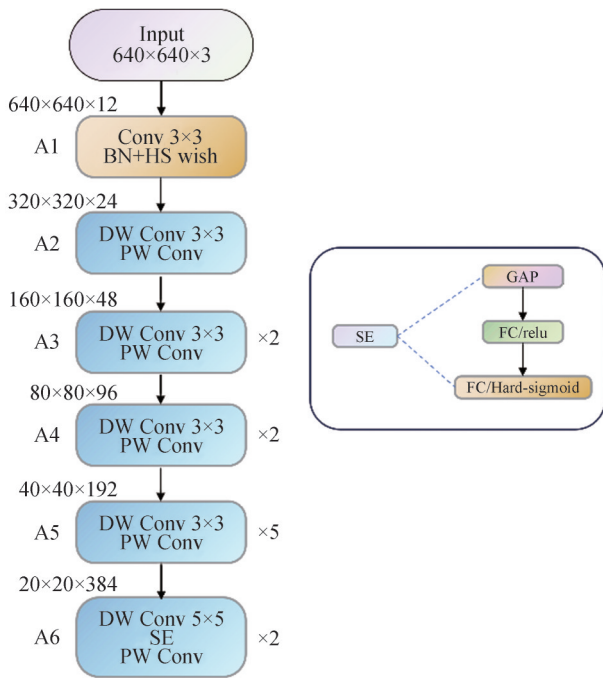 Input
640×640×3
640×640×12
A1
Conv 3×3
BN+HS wish
320×320×24
A2
DW Conv 3×3
PW Conv
160×160×48
A3
DW Conv 3×3
PW Conv
×2
80×80×96
A4
DW Conv 3×3
PW Conv
×2
40×40×192
A5
DW Conv 3×3
PW Conv
×5
20×20×384
A6
DW Conv 5×5
SE
PW Conv
×2
SE
GAP
FC/relu
FC/Hard-sigmoid